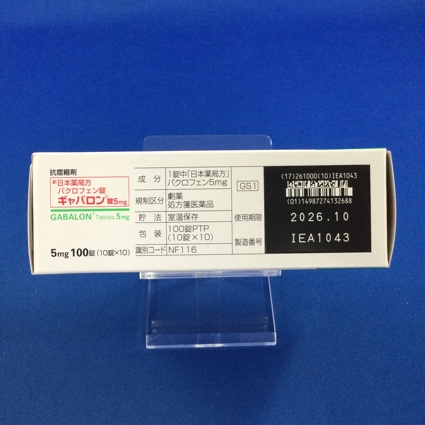 抗痙縮剤
劇 日本薬局方
バクロフェン錠
ギャバロン®錠5mg
GABALON® Tablets 5mg
5mg 100錠(10錠×10)
成分 1錠中「日本薬局方」
バクロフェン5mg
規制区分 劇薬
処方箋医薬品
貯法 室温保存
包装 100錠PTP
(10錠×10)
識別コード NF116
GS1
使用期限
製造番号
(17)261000(10)IEA1043
(01)14987274132688
2026.10
IEA1043